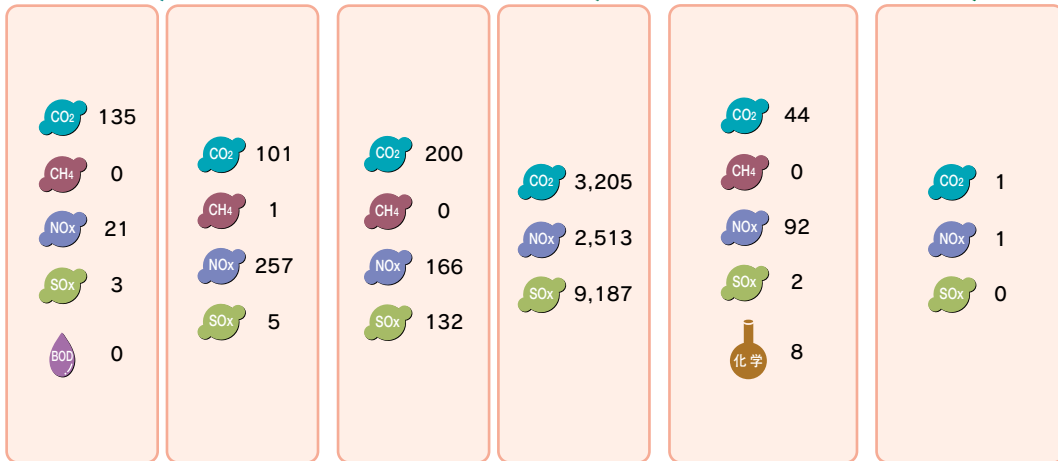 CO2 135
CH4 0
NOx 21
SOx 3
BOD 0
CO2 101
CH4 1
NOx 257
SOx 5
CO2 200
CH4 0
NOx 166
SOx 132
CO2 3,205
NOx 2,513
SOx 9,187
CO2 44
CH4 0
NOx 92
SOx 2
化学 8
CO2 1
NOx 1
SOx 0